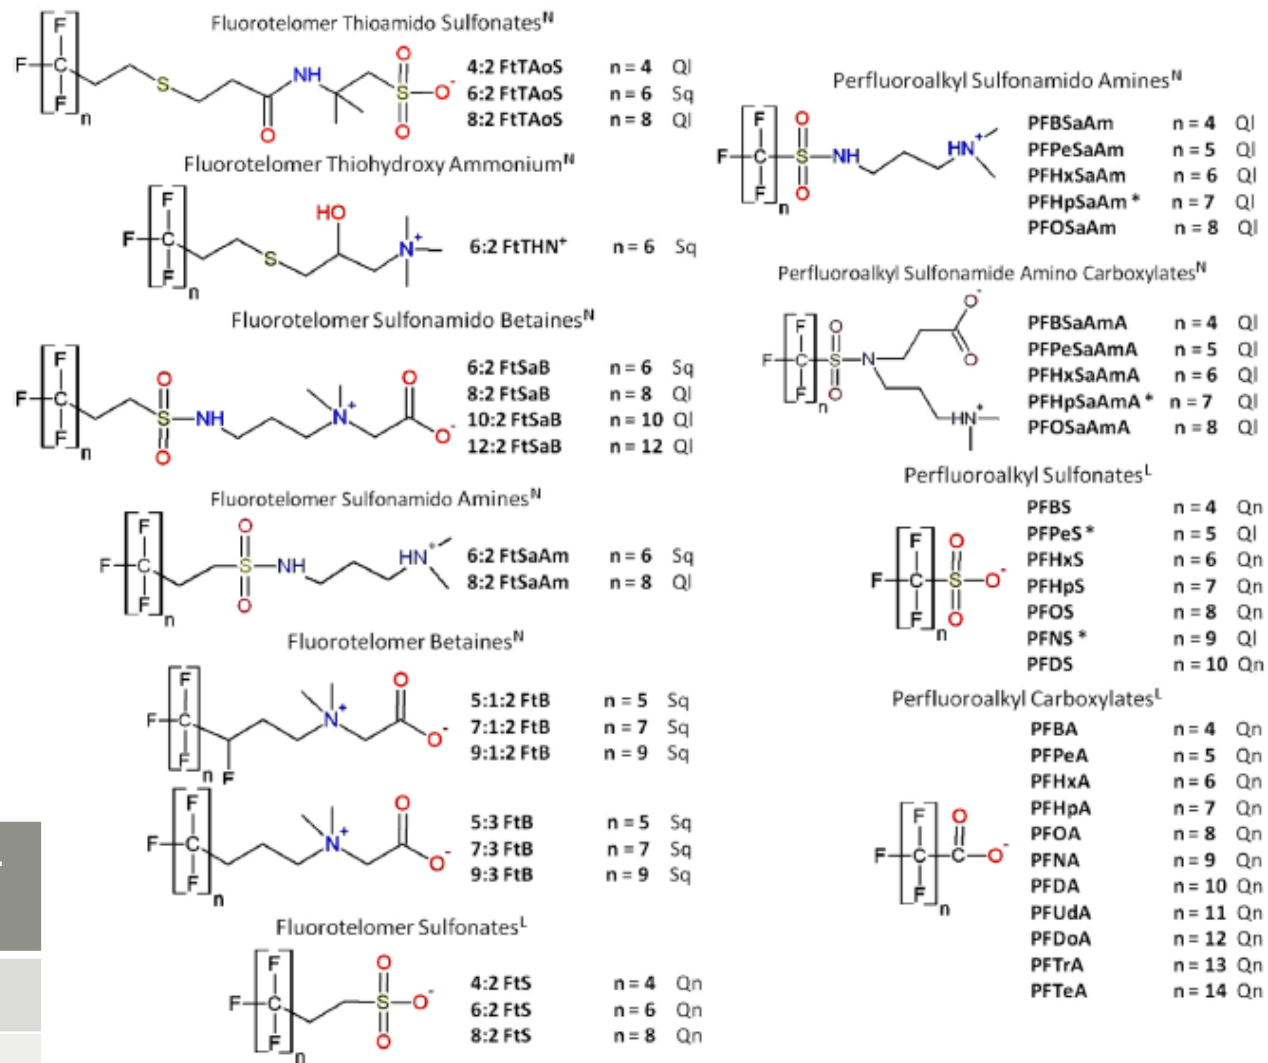 Fluorotelomer Thioamido Sulfonates^N
4:2 FtTAoS n = 4 Ql
6:2 FtTAoS n = 6 Sq
8:2 FtTAoS n = 8 Ql
F F C F n S O NH S O O O-
Fluorotelomer Thiohydroxy Ammonium^N
F F C F n S HO N+
6:2 FtTHN+ n = 6 Sq
Fluorotelomer Sulfonamido Betaines^N
F F C F n S O O NH N+ O O-
6:2 FtSaB n = 6 Sq
8:2 FtSaB n = 8 Ql
10:2 FtSaB n = 10 Ql
12:2 FtSaB n = 12 Ql
Fluorotelomer Sulfonamido Amines^N
F F C F n S O O NH HN+
6:2 FtSaAm n = 6 Sq
8:2 FtSaAm n = 8 Ql
Fluorotelomer Betaines^N
F F C F n F N+ O O-
5:1:2 FtB n = 5 Sq
7:1:2 FtB n = 7 Sq
9:1:2 FtB n = 9 Sq
F F C F n N+ O O-
5:3 FtB n = 5 Sq
7:3 FtB n = 7 Sq
9:3 FtB n = 9 Sq
Fluorotelomer Sulfonates^L
F F C F n S O O O-
4:2 FtS n = 4 Qn
6:2 FtS n = 6 Qn
8:2 FtS n = 8 Qn
Perfluoroalkyl Sulfonamido Amines^N
F F C F n S O O NH HN+
PFBSaAm n = 4 Ql
PFPeSaAm n = 5 Ql
PFHxSaAm n = 6 Ql
PFHpSaAm * n = 7 Ql
PFOSaAm n = 8 Ql
Perfluoroalkyl Sulfonamide Amino Carboxylates^N
F F C F n S O O N O- O HN+
PFBSaAmA n = 4 Ql
PFPeSaAmA n = 5 Ql
PFHxSaAmA n = 6 Ql
PFHpSaAmA * n = 7 Ql
PFOSaAmA n = 8 Ql
Perfluoroalkyl Sulfonates^L
F F C F n S O O O-
PFBS n = 4 Qn
PFPeS * n = 5 Ql
PFHxS n = 6 Qn
PFHpS n = 7 Qn
PFOS n = 8 Qn
PFNS * n = 9 Ql
PFDS n = 10 Qn
Perfluoroalkyl Carboxylates^L
F F C F n C O O-
PFBA n = 4 Qn
PFPeA n = 5 Qn
PFHxA n = 6 Qn
PFHpA n = 7 Qn
PFOA n = 8 Qn
PFNA n = 9 Qn
PFDA n = 10 Qn
PFUdA n = 11 Qn
PFDoA n = 12 Qn
PFTrA n = 13 Qn
PFTeA n = 14 Qn